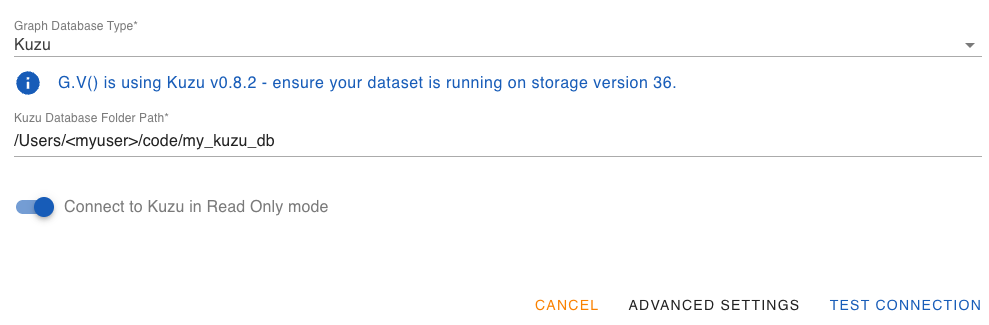 Graph Database Type*
Kuzu
G.V() is using Kuzu v0.8.2 - ensure your dataset is running on storage version 36.
Kuzu Database Folder Path*
/Users/<myuser>/code/my_kuzu_db
Connect to Kuzu in Read Only mode
CANCEL ADVANCED SETTINGS TEST CONNECTION